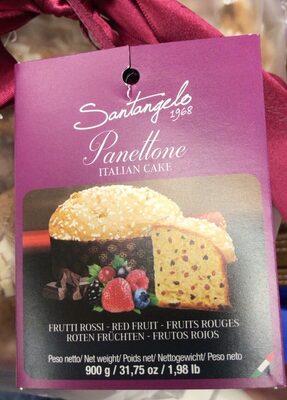 Santangelo
1968
Panettone
ITALIAN CAKE
FRUTTI ROSSI - RED FRUIT - FRUITS ROUGES
ROTEN FRÜCHTEN - FRUTOS ROJOS
Peso netto/ Net weight/ Poids net/ Nettogewicht/ Peso neto
900 g / 31,75 oz / 1,98 lb